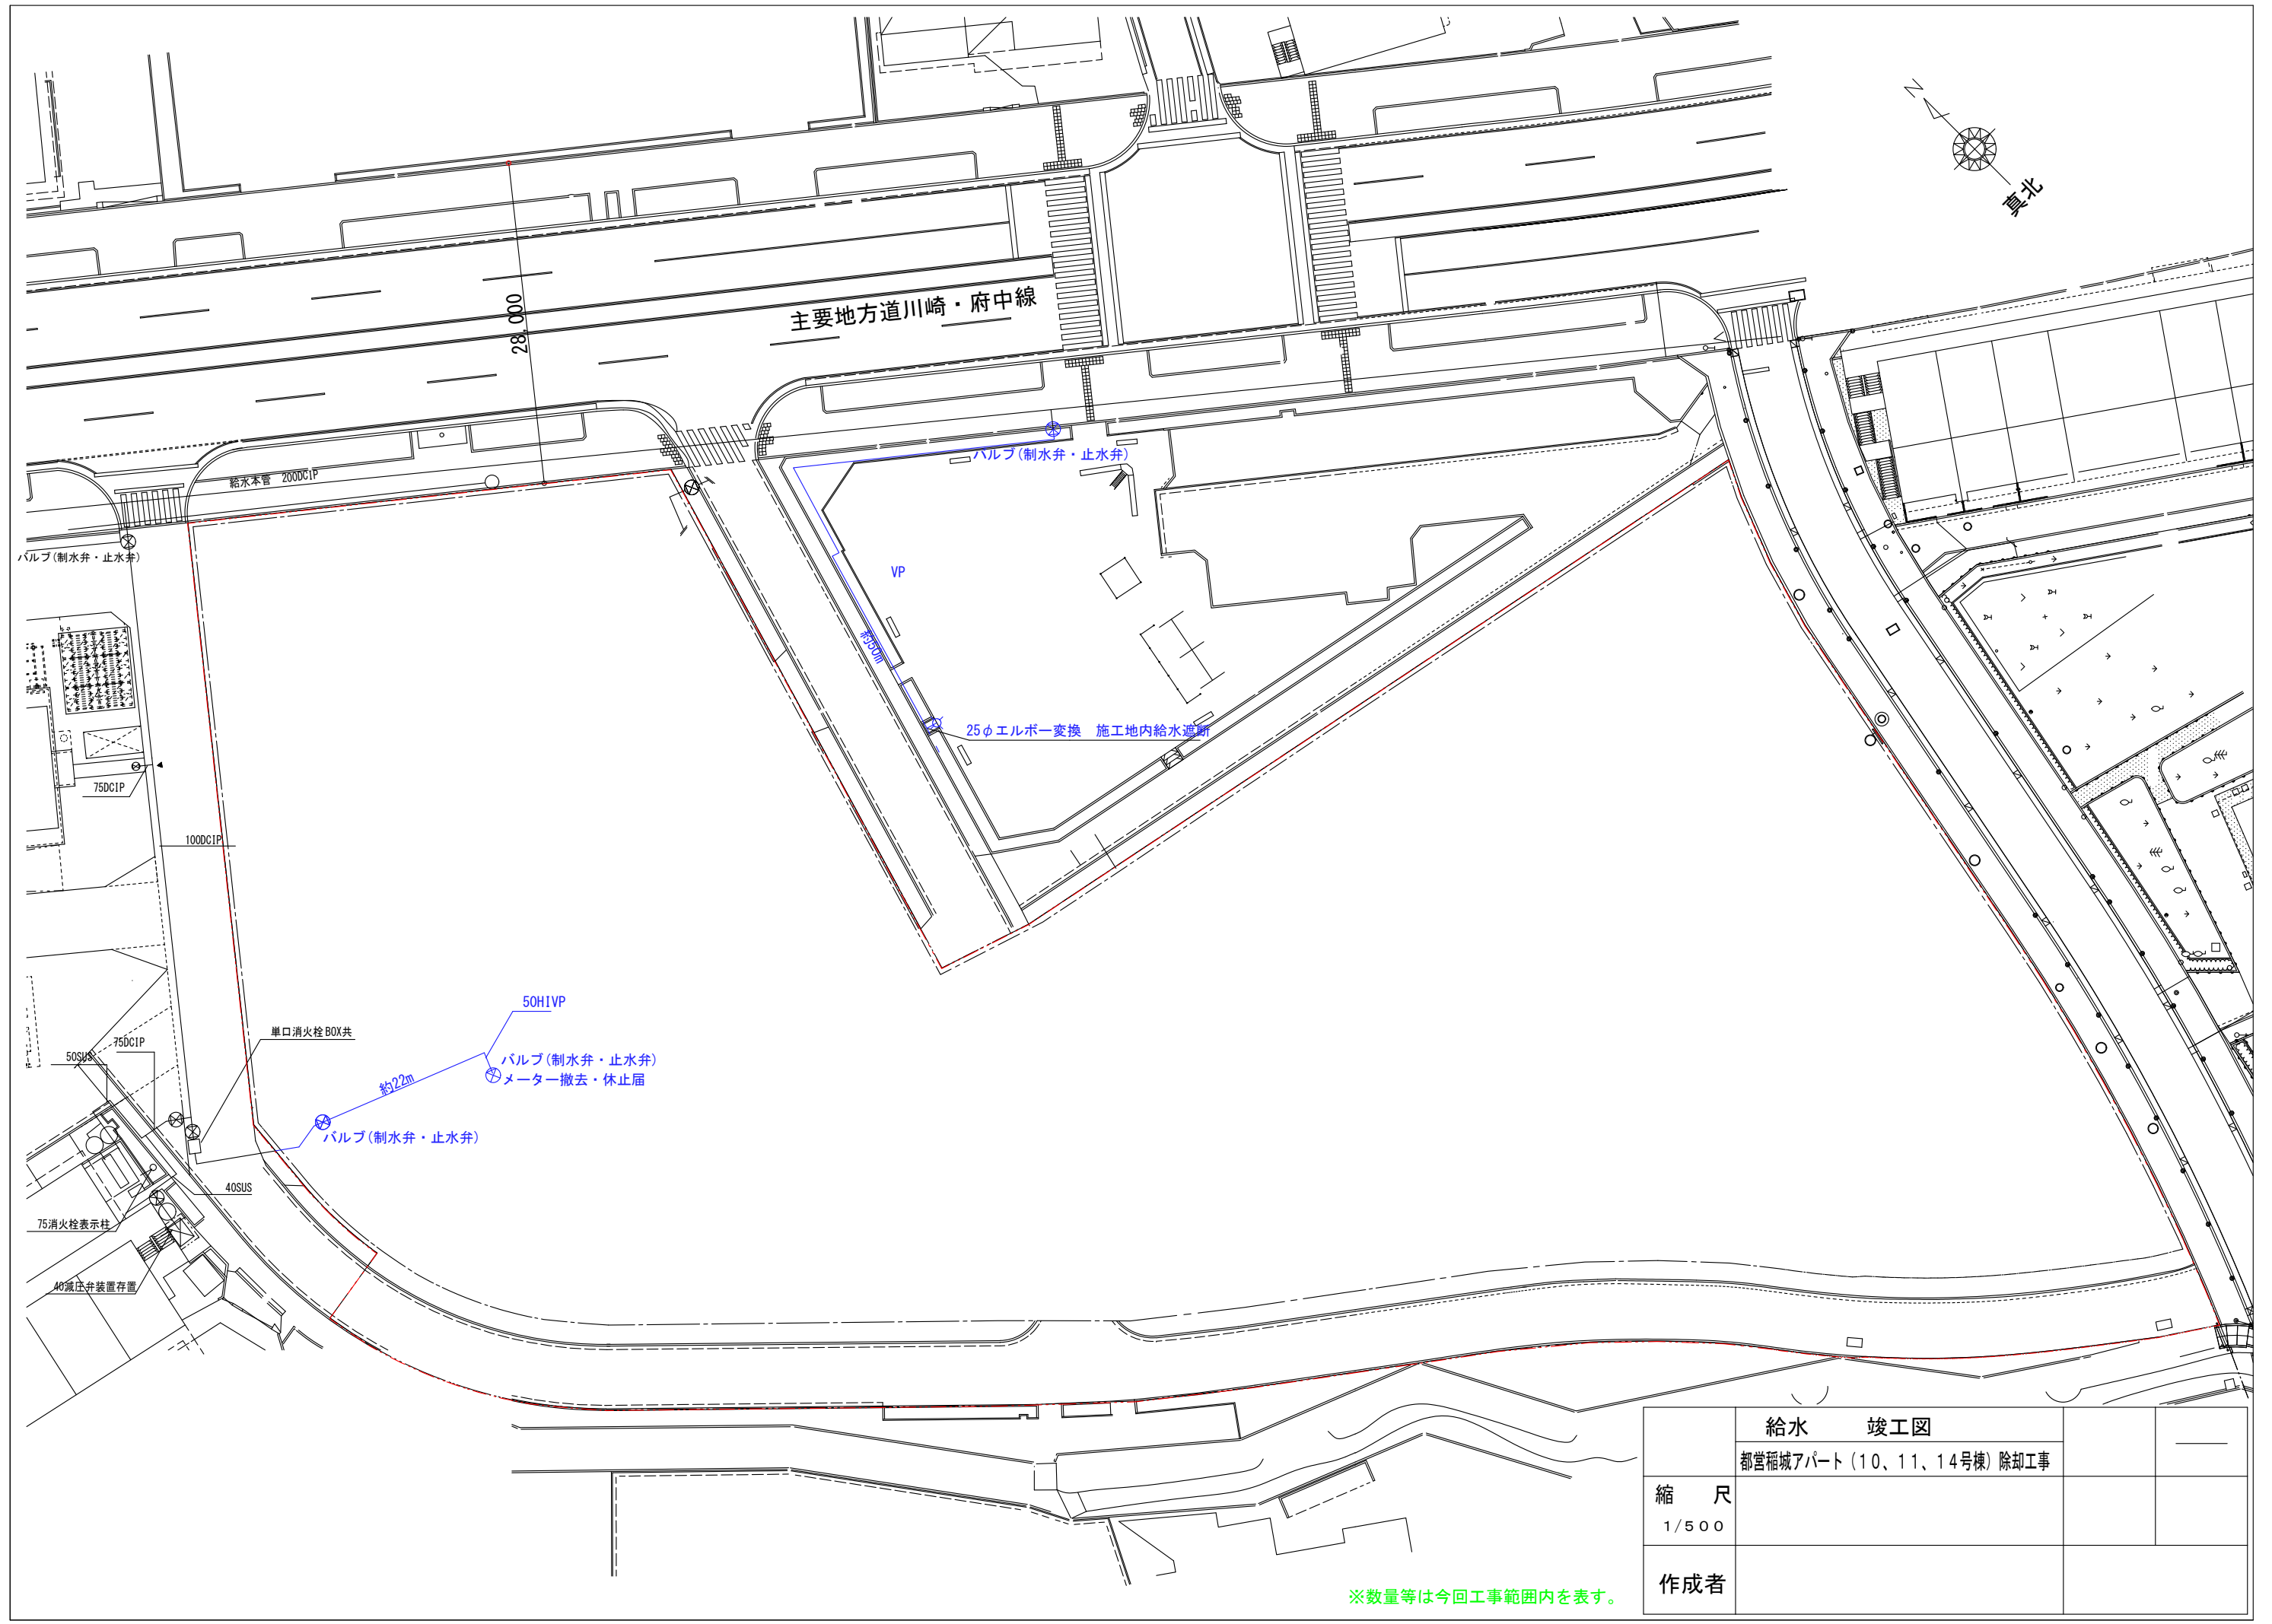 N
真北
28,000
主要地方道川崎・府中線
給水本管 200DCIP
バルブ(制水弁・止水弁)
バルブ(制水弁・止水弁)
VP
約50m
25φエルボー変換 施工地内給水遮断
75DCIP
100DCIP
50HIVP
単口消火栓BOX共
75DCIP
50SUS
バルブ(制水弁・止水弁)
メーター撤去・休止届
約22m
バルブ(制水弁・止水弁)
40SUS
75消火栓表示柱
40減圧弁装置存置
給水 竣工図
都営稲城アパート(10、11、14号棟)除却工事
縮 尺
1/500
作成者
※数量等は今回工事範囲内を表す。